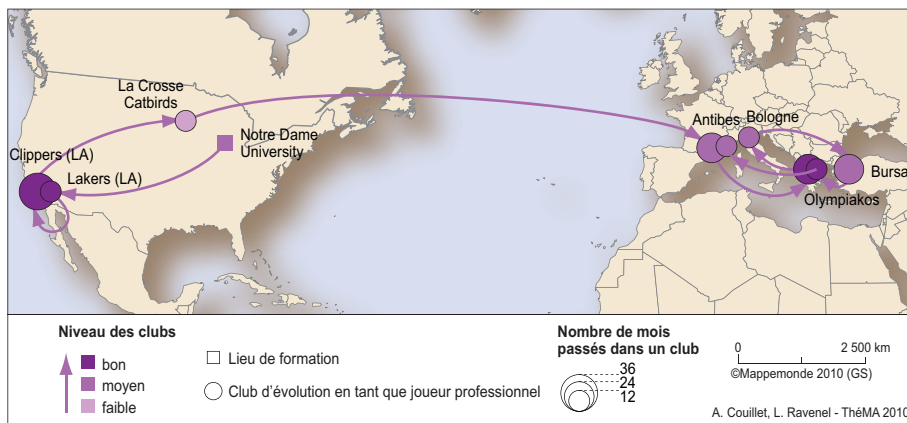 La Crosse
Catbirds
Notre Dame
University
Clippers (LA)
Lakers (LA)
Antibes
Bologne
Bursa
Olympiakos
Niveau des clubs
bon
moyen
faible
Lieu de formation
Club d'évolution en tant que joueur professionnel
Nombre de mois
passés dans un club
36
24
12
0 2 500 km
©Mappemonde 2010 (GS)
A. Couillet, L. Ravenel - ThéMA 2010